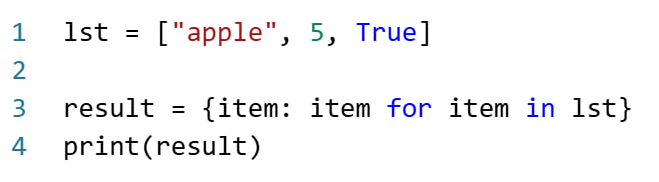 1 lst = ["apple", 5, True]
2
3 result = {item: item for item in lst}
4 print(result)